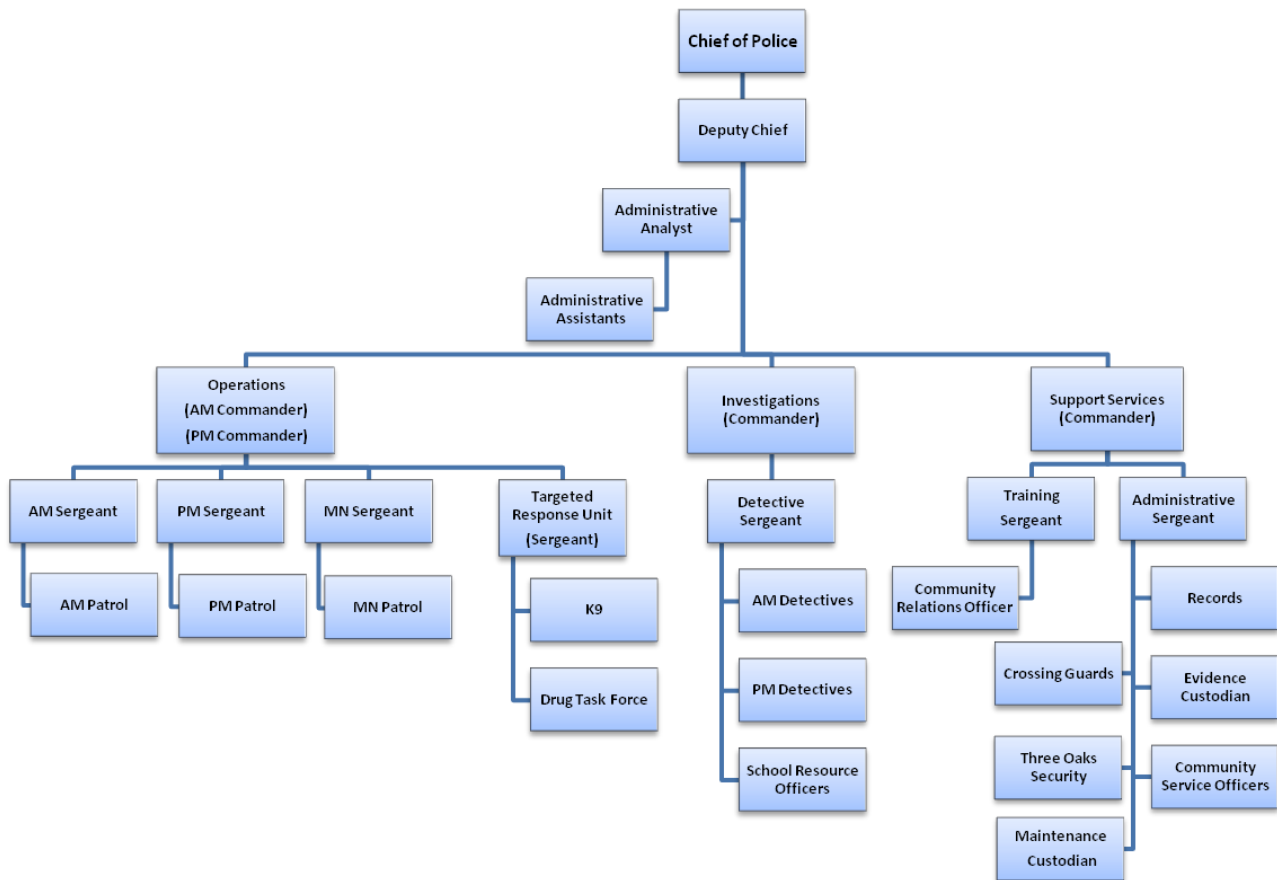 Chief of Police
Deputy Chief
Administrative
Analyst
Administrative
Assistants
Operations
(AM Commander)
(PM Commander)
Investigations
(Commander)
Support Services
(Commander)
AM Sergeant
PM Sergeant
MN Sergeant
Targeted
Response Unit
(Sergeant)
Detective
Sergeant
Training
Sergeant
Administrative
Sergeant
AM Patrol
PM Patrol
MN Patrol
K9
Drug Task Force
AM Detectives
PM Detectives
School Resource
Officers
Community
Relations Officer
Records
Crossing Guards
Evidence
Custodian
Three Oaks
Security
Community
Service Officers
Maintenance
Custodian